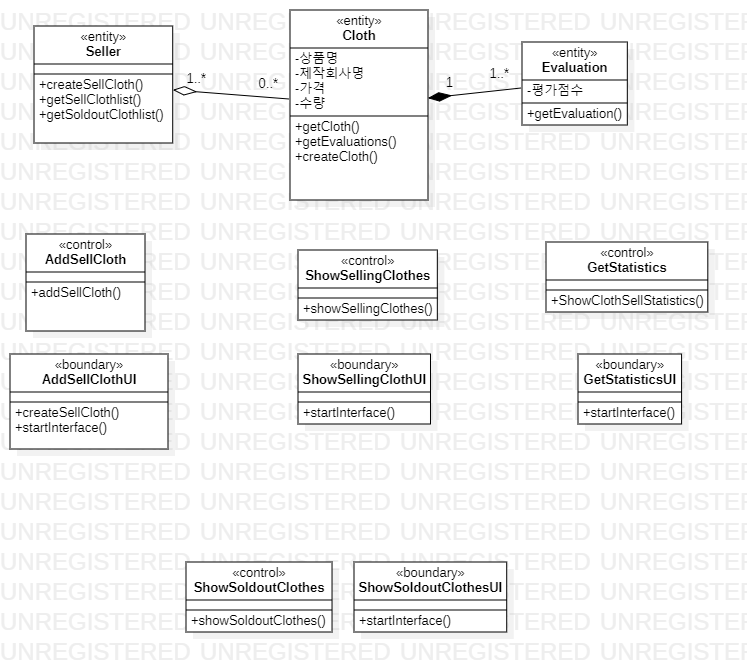 «entity»
Seller
+createSellCloth()
+getSellClothlist()
+getSoldoutClothlist()
1..*
0..*
«entity»
Cloth
-상품명
-제작회사명
-가격
-수량
+getCloth()
+getEvaluations()
+createCloth()
1
1..*
«entity»
Evaluation
-평가점수
+getEvaluation()
«control»
AddSellCloth
+addSellCloth()
«control»
ShowSellingClothes
+showSellingClothes()
«control»
GetStatistics
+ShowClothSellStatistics()
«boundary»
AddSellClothUI
+createSellCloth()
+startInterface()
«boundary»
ShowSellingClothUI
+startInterface()
«boundary»
GetStatisticsUI
+startInterface()
«control»
ShowSoldoutClothes
+showSoldoutClothes()
«boundary»
ShowSoldoutClothesUI
+startInterface()
UNREGISTERED